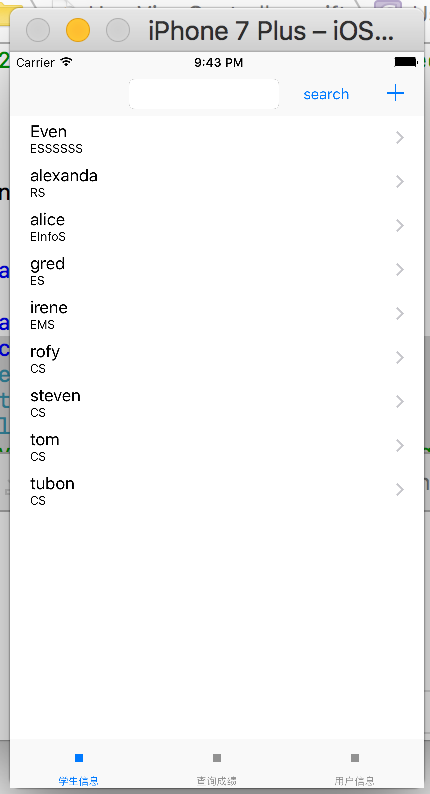 iPhone 7 Plus – iOS...
Carrier 9:43 PM
search +
Even
ESSSSSS
alexanda
RS
alice
EInfoS
gred
ES
irene
EMS
rofy
CS
steven
CS
tom
CS
tubon
CS
学生信息 查询成绩 用户信息